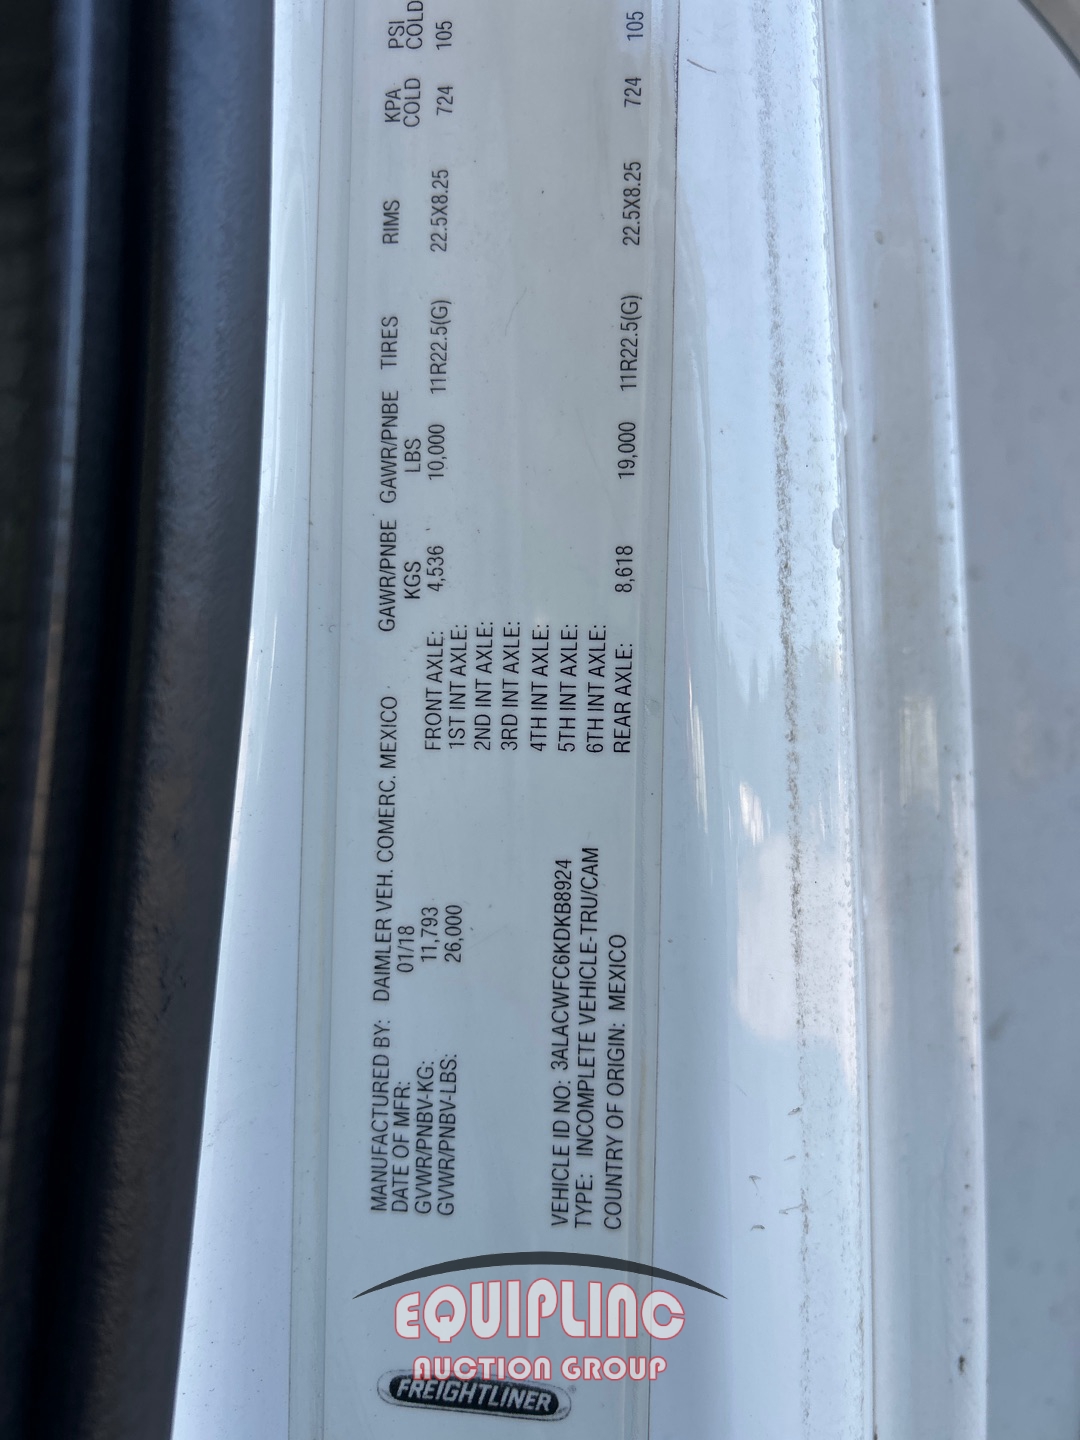 MANUFACTURED BY: DAIMLER VEH. COMERC. MEXICO
DATE OF MFR: 01/18
GVWR/PNBV-KG: 11,793
GVWR/PNBV-LBS: 26,000
VEHICLE ID NO: 3ALACWFC6KDKB8924
TYPE: INCOMPLETE VEHICLE-TRU/CAM
COUNTRY OF ORIGIN: MEXICO
GAWR/PNBE GAWR/PNBE TIRES RIMS KPA PSI
KGS LBS COLD COLD
FRONT AXLE: 4,536 10,000 11R22.5(G) 22.5X8.25 724 105
1ST INT AXLE:
2ND INT AXLE:
3RD INT AXLE:
4TH INT AXLE:
5TH INT AXLE:
6TH INT AXLE:
REAR AXLE: 8,618 19,000 11R22.5(G) 22.5X8.25 724 105
EQUIPLINC
AUCTION GROUP
FREIGHTLINER